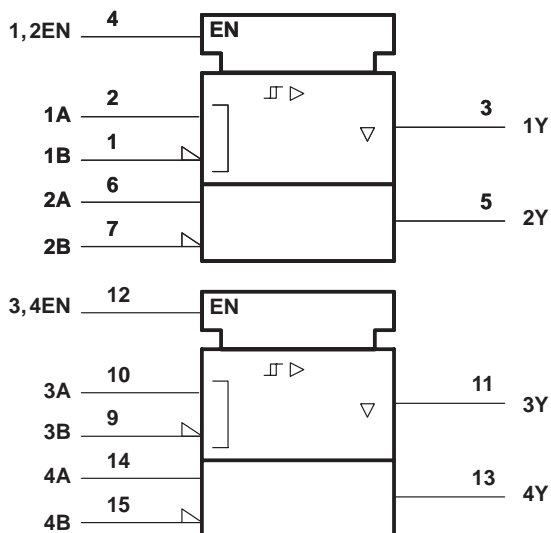 1, 2EN 4 EN
1A 2
3 1Y
1B 1
2A 6
5 2Y
2B 7
3, 4EN 12 EN
3A 10
11 3Y
3B 9
4A 14
13 4Y
4B 15